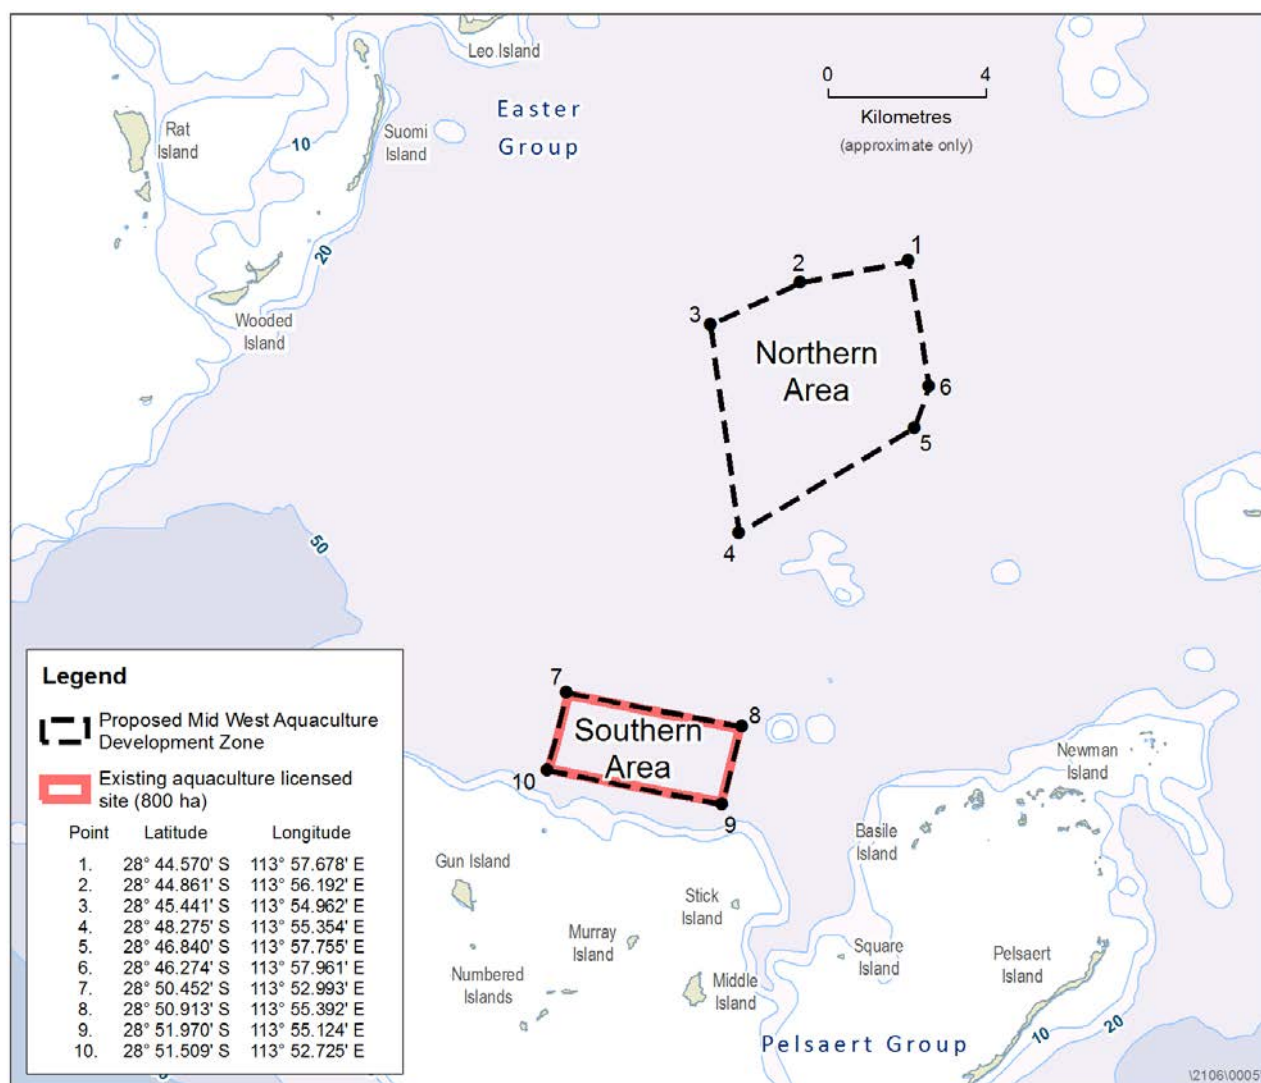 Leo Island
0 4
Kilometres
(approximate only)
Easter
Group
Rat
Island
10
Suomi
Island
20
Wooded
Island
1
2
3
Northern
Area
6
5
4
50
7
8
Southern
Area
10
9
Newman
Island
Basile
Island
Gun Island
Stick
Island
Murray
Island
Square
Island
Pelsaert
Island
Numbered
Islands
Middle
Island
10
20
Pelsaert Group
Legend
Proposed Mid West Aquaculture
Development Zone
Existing aquaculture licensed
site (800 ha)
Point Latitude Longitude
1. 28° 44.570' S 113° 57.678' E
2. 28° 44.861' S 113° 56.192' E
3. 28° 45.441' S 113° 54.962' E
4. 28° 48.275' S 113° 55.354' E
5. 28° 46.840' S 113° 57.755' E
6. 28° 46.274' S 113° 57.961' E
7. 28° 50.452' S 113° 52.993' E
8. 28° 50.913' S 113° 55.392' E
9. 28° 51.970' S 113° 55.124' E
10. 28° 51.509' S 113° 52.725' E